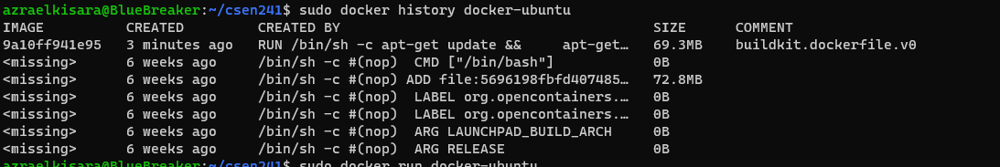 azraelkisara@BlueBreaker:~/csen241$ sudo docker history docker-ubuntu
IMAGE CREATED CREATED BY SIZE COMMENT
9a10ff941e95 3 minutes ago RUN /bin/sh -c apt-get update && apt-get… 69.3MB buildkit.dockerfile.v0
<missing> 6 weeks ago /bin/sh -c #(nop) CMD ["/bin/bash"] 0B
<missing> 6 weeks ago /bin/sh -c #(nop) ADD file:5696198fbfd407485… 72.8MB
<missing> 6 weeks ago /bin/sh -c #(nop) LABEL org.opencontainers.… 0B
<missing> 6 weeks ago /bin/sh -c #(nop) LABEL org.opencontainers.… 0B
<missing> 6 weeks ago /bin/sh -c #(nop) ARG LAUNCHPAD_BUILD_ARCH 0B
<missing> 6 weeks ago /bin/sh -c #(nop) ARG RELEASE 0B
azraelkisara@BlueBreaker:~/csen241$ sudo docker run docker-ubuntu